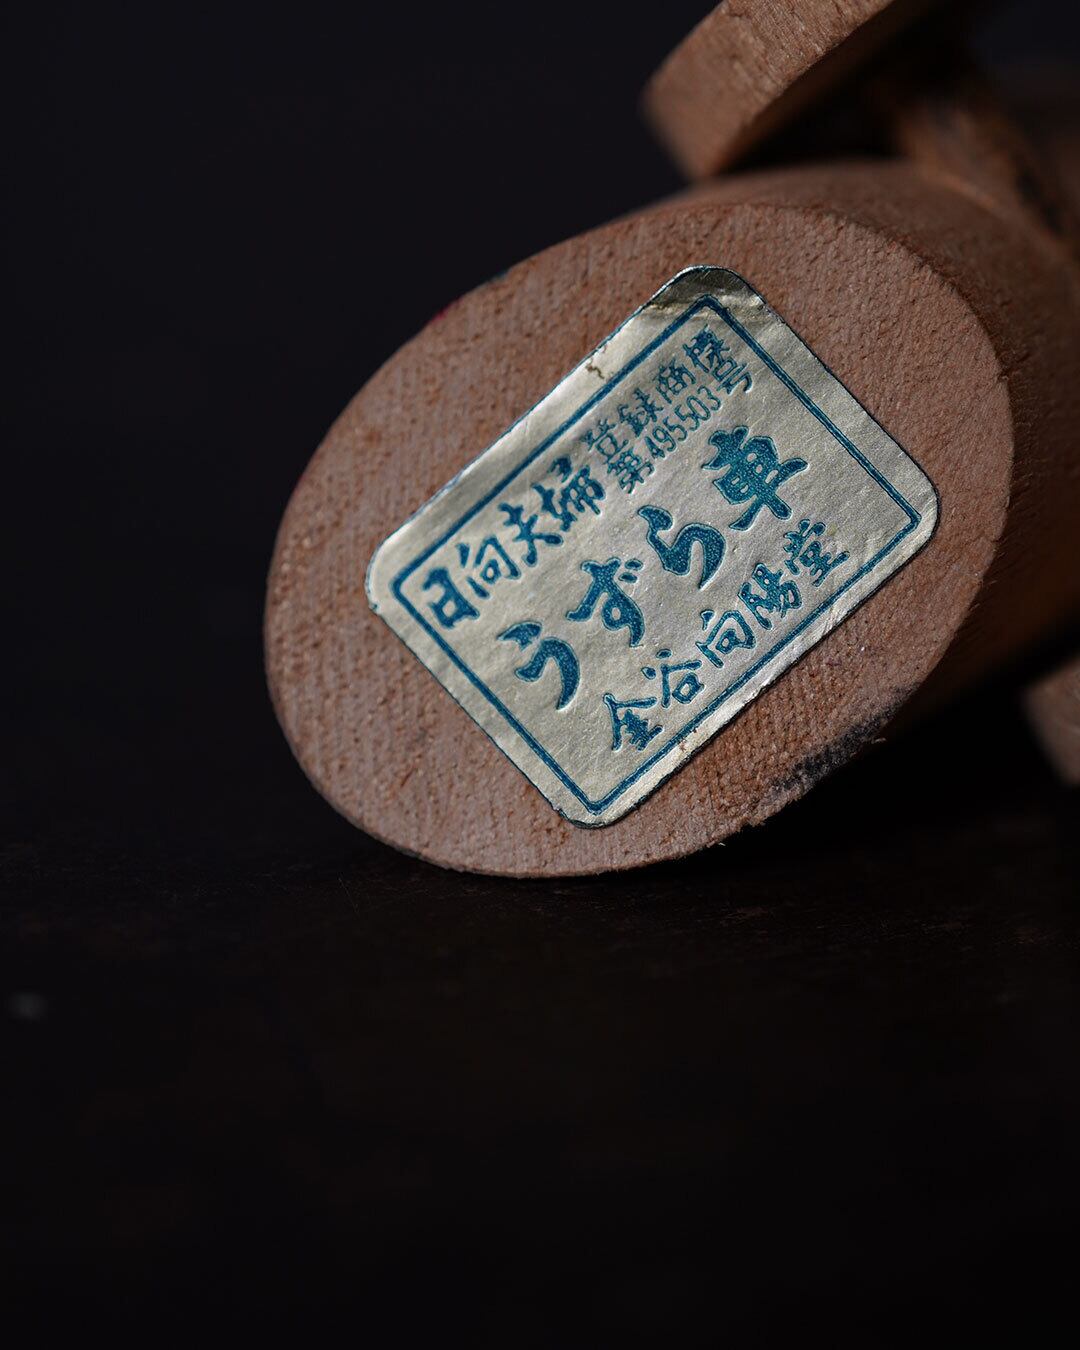 日向夫婦 登録商標
第495503号
うずら車
金谷向陽堂